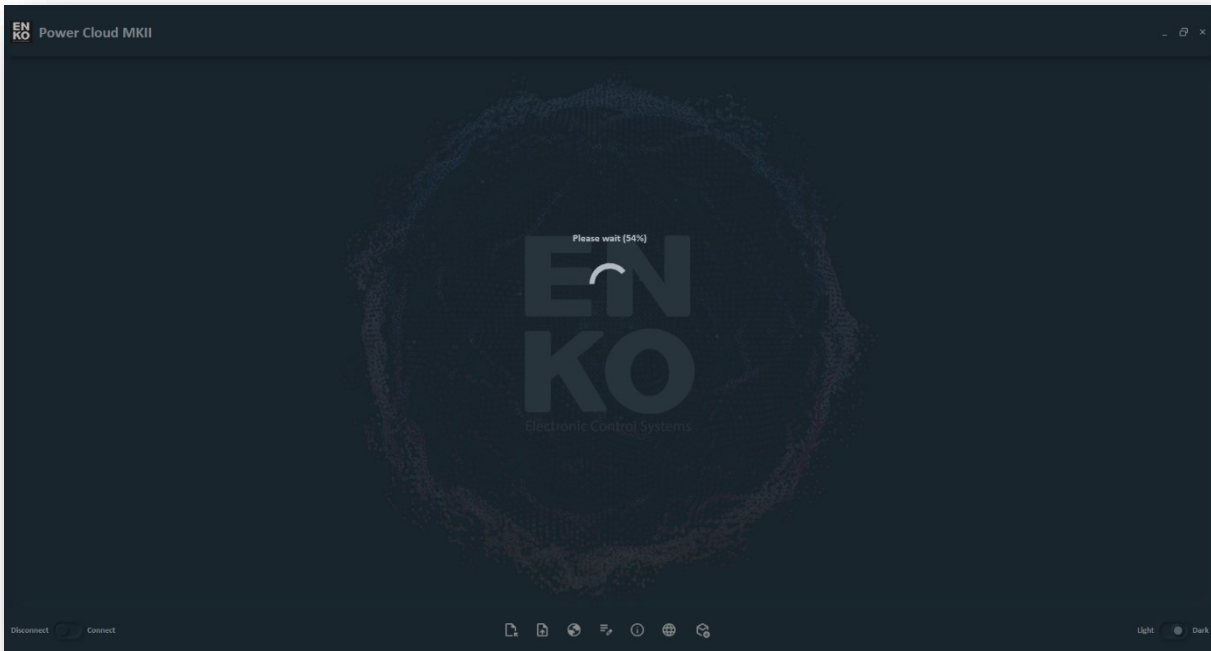 EN
KO
Power Cloud MKII
Please wait (54%)
EN
KO
Electronic Control Systems
Disconnect
Connect
Light
Dark